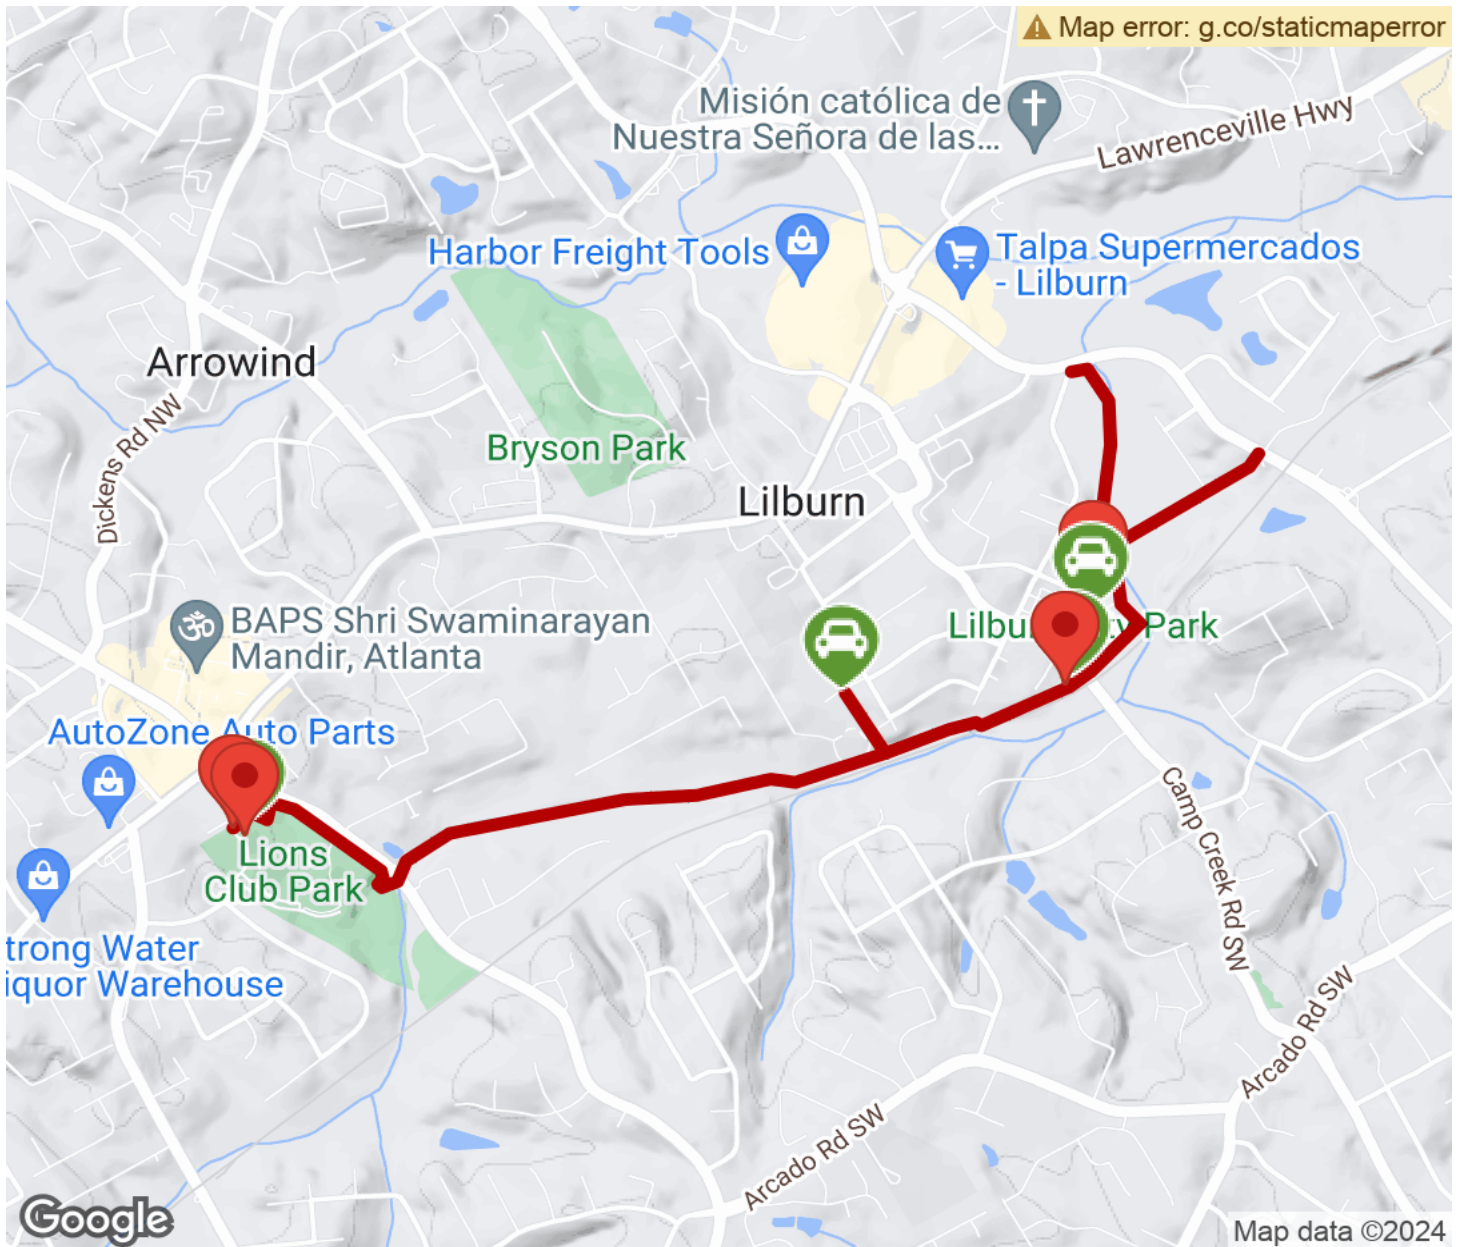 Map error: g.co/staticmaperror
Misión católica de
Nuestra Señora de las...
Lawrenceville Hwy
Harbor Freight Tools
Talpa Supermercados
- Lilburn
Arrowind
Dickens Rd NW
Bryson Park
Lilburn
BAPS Shri Swaminarayan
Mandir, Atlanta
Lilbu ty Park
AutoZone Auto Parts
Lions
Club Park
Camp Creek Rd SW
trong Water
iquor Warehouse
Arcado Rd SW
Arcado Rd SW
Google
Map data ©2024